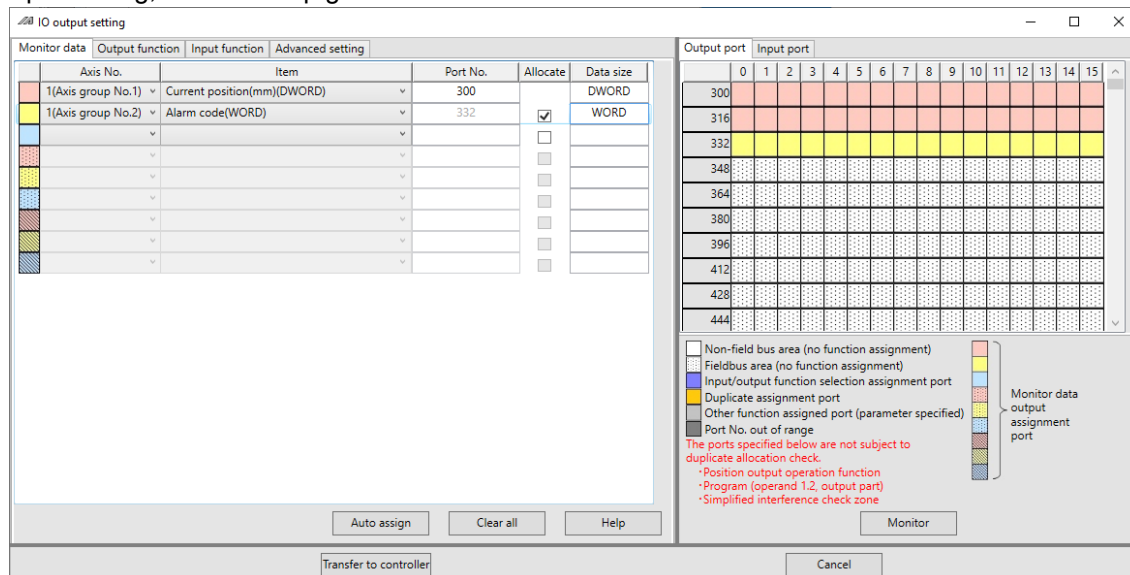 IO output setting
Monitor data Output function Input function Advanced setting
Axis No. Item Port No. Allocate Data size
1(Axis group No.1) Current position(mm)(DWORD) 300 DWORD
1(Axis group No.2) Alarm code(WORD) 332 WORD
Auto assign Clear all Help
Output port Input port
0 1 2 3 4 5 6 7 8 9 10 11 12 13 14 15
300
316
332
348
364
380
396
412
428
444
Non-field bus area (no function assignment)
Fieldbus area (no function assignment)
Input/output function selection assignment port
Duplicate assignment port
Other function assigned port (parameter specified)
Port No. out of range
Monitor data
output
assignment
port
The ports specified below are not subject to
duplicate allocation check.
・Position output operation function
・Program (operand 1.2, output part)
・Simplified interference check zone
Monitor
Transfer to controller Cancel